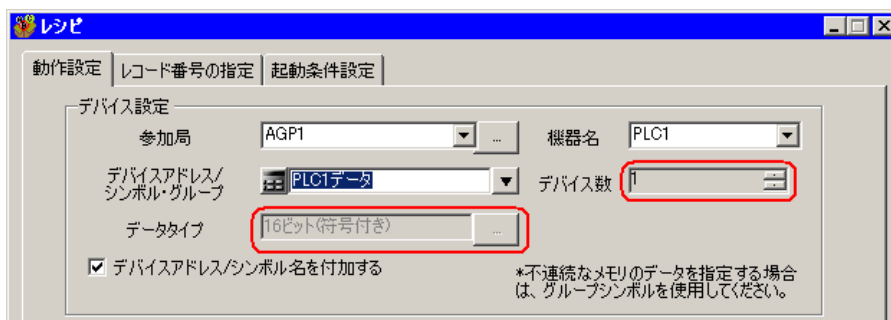 レシピ
動作設定 レコード番号の指定 起動条件設定
デバイス設定
参加局 AGP1 ... 機器名 PLC1
デバイスアドレス/
シンボル・グループ PLC1データ デバイス数 1
データタイプ 16ビット(符号付き) ...
デバイスアドレス/シンボル名を付加する
*不連続なメモリのデータを指定する場合
は、グループシンボルを使用してください。